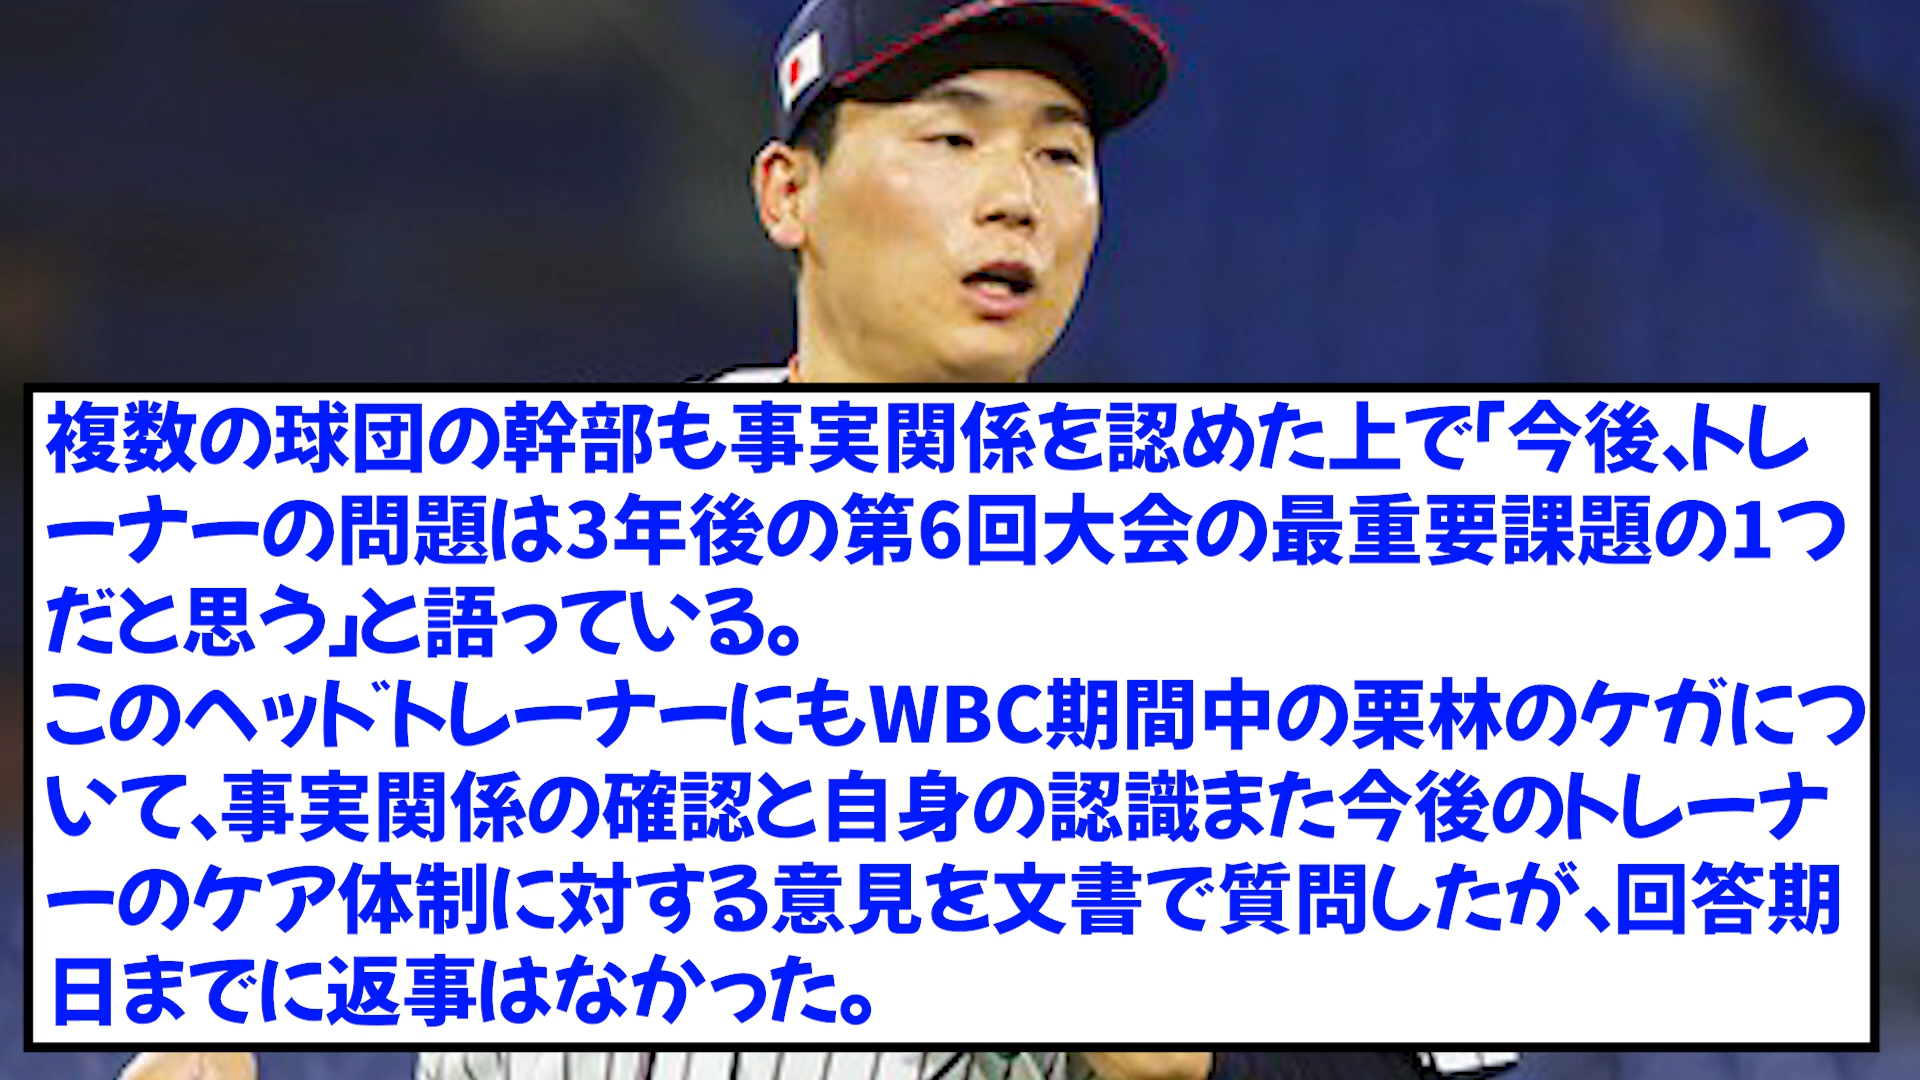 複数の球団の幹部も事実関係を認めた上で「今後、トレ
ーナーの問題は3年後の第6回大会の最重要課題の1つ
だと思う」と語っている。
このヘッドトレーナーにもWBC期間中の栗林のケガにつ
いて、事実関係の確認と自身の認識また今後のトレーナ
ーのケア体制に対する意見を文書で質問したが、回答期
日までに返事はなかった。